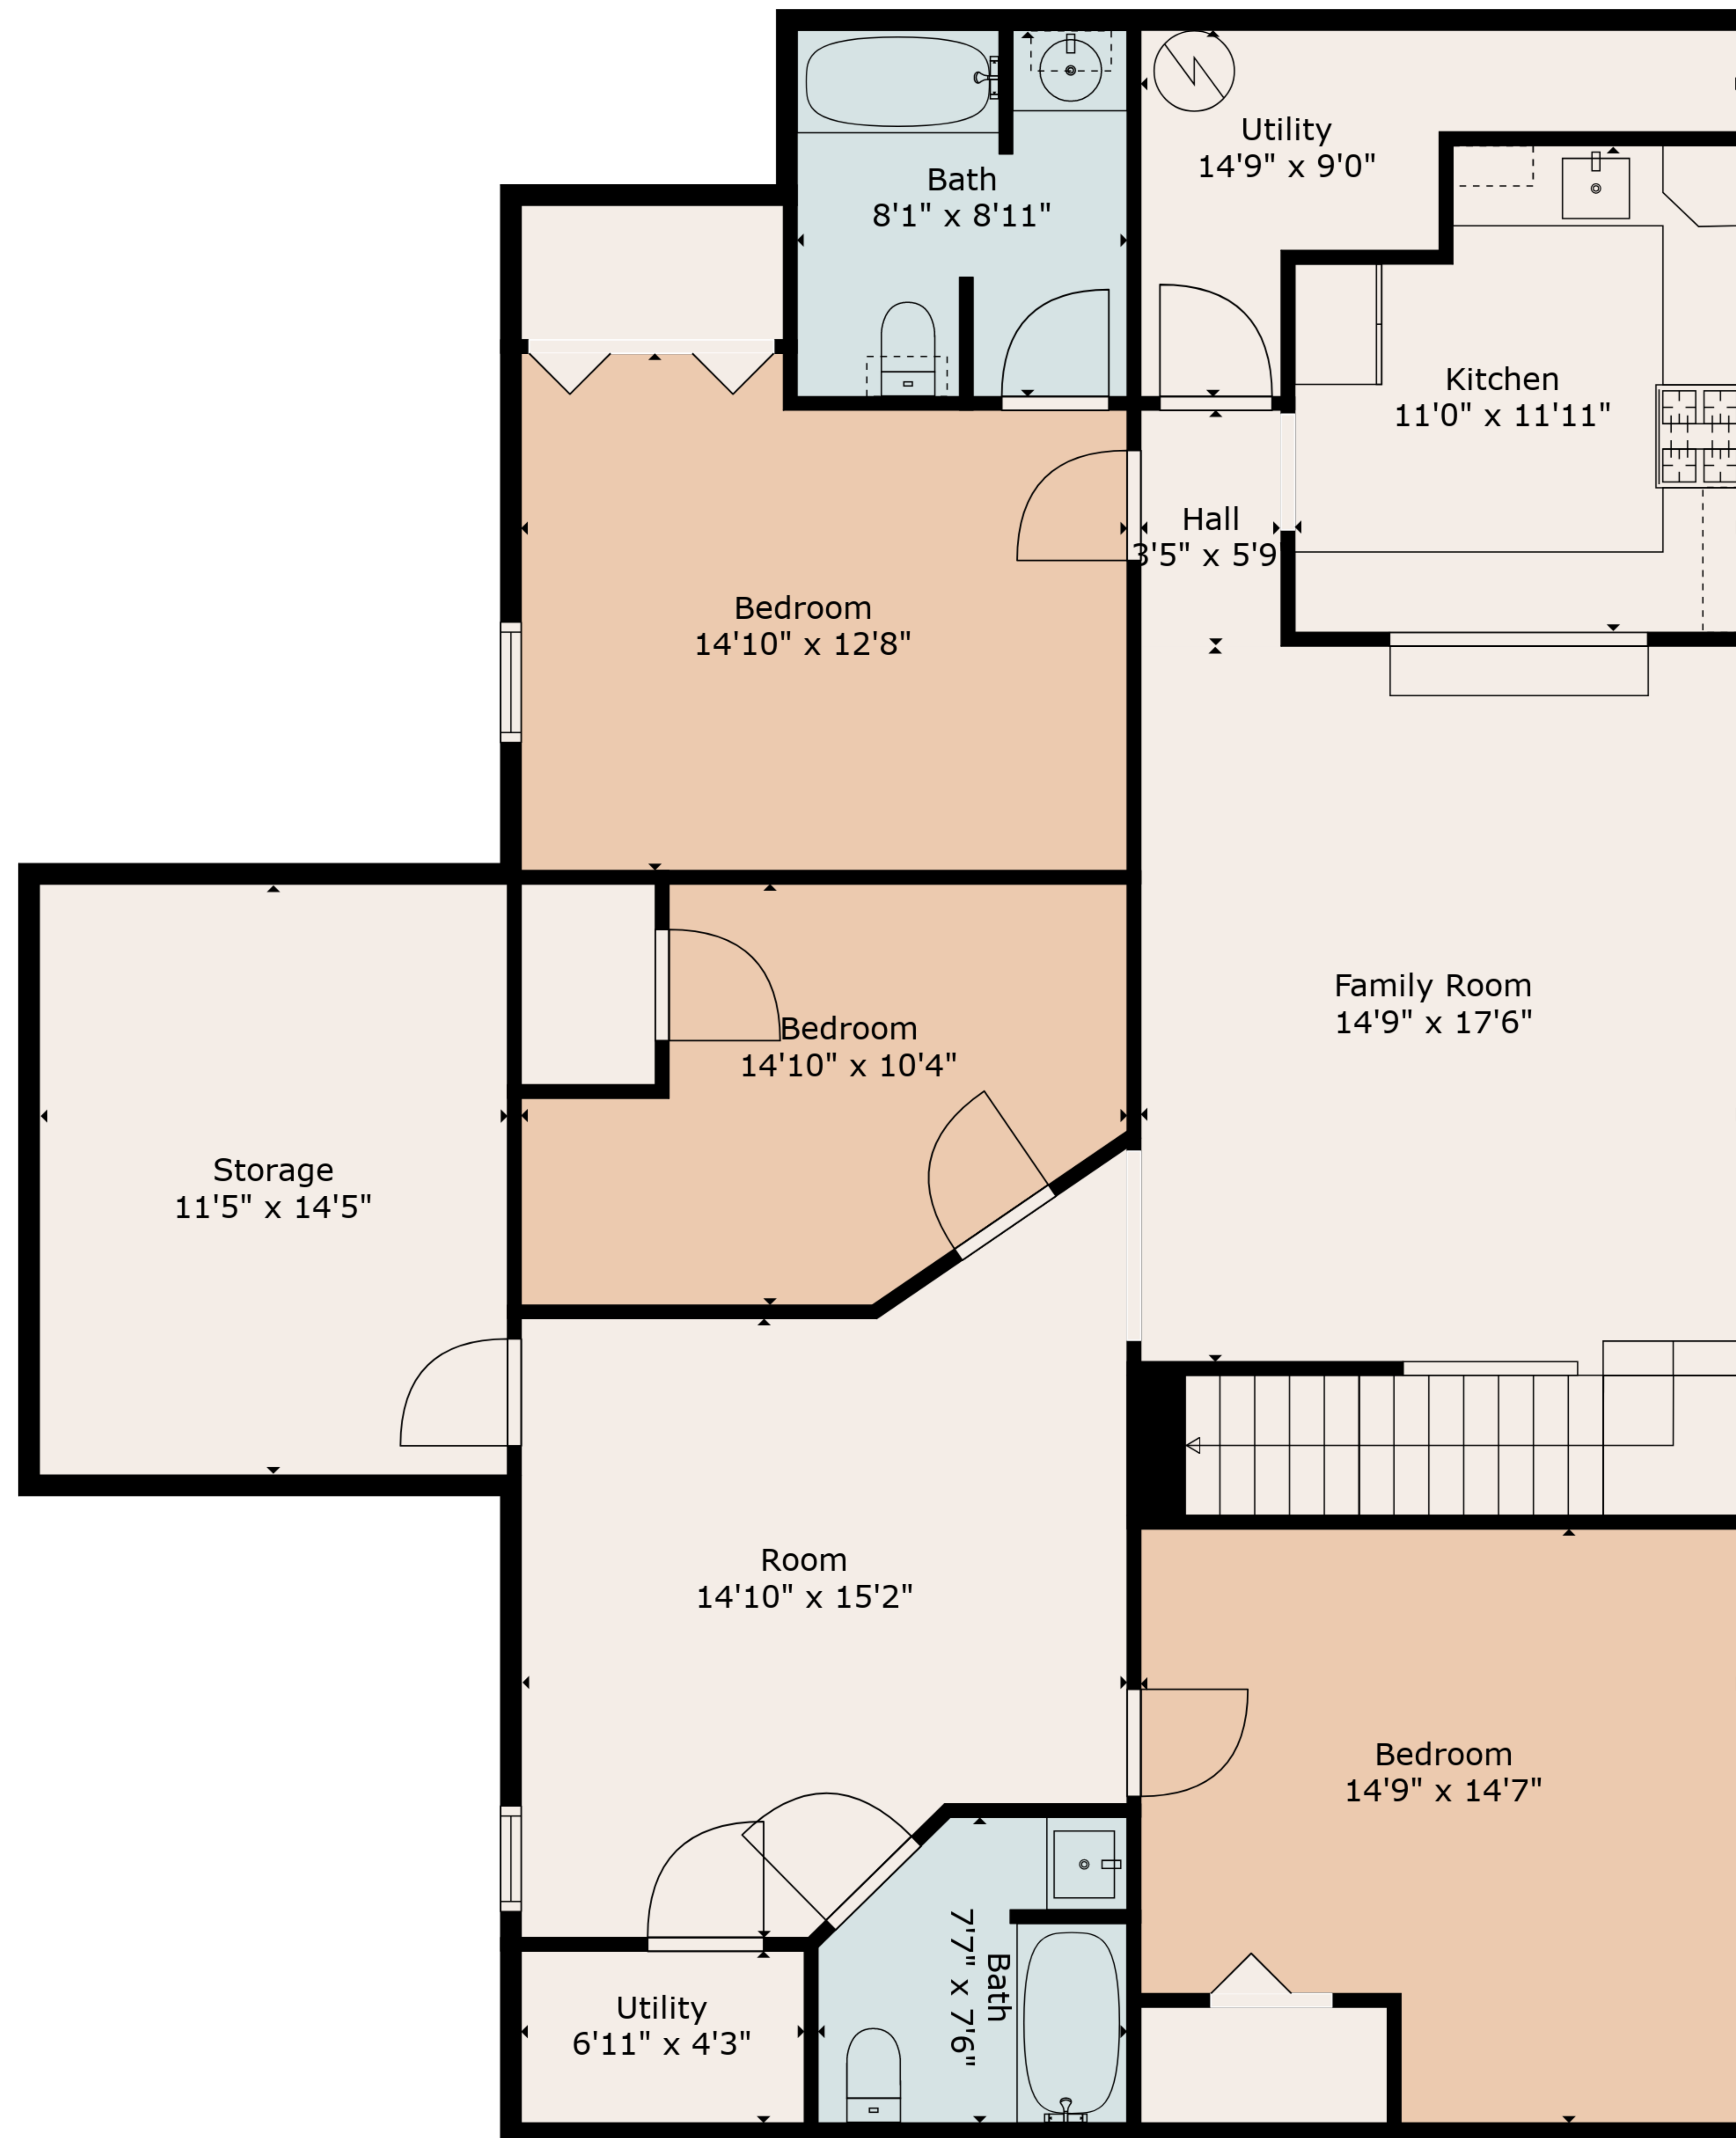 Utility
14'9" x 9'0"
Bath
8'1" x 8'11"
Kitchen
11'0" x 11'11"
Hall
3'5" x 5'9
Bedroom
14'10" x 12'8"
Family Room
14'9" x 17'6"
Bedroom
14'10" x 10'4"
Storage
11'5" x 14'5"
Room
14'10" x 15'2"
Bedroom
14'9" x 14'7"
Bath
7'7" x 7'6"
Utility
6'11" x 4'3"